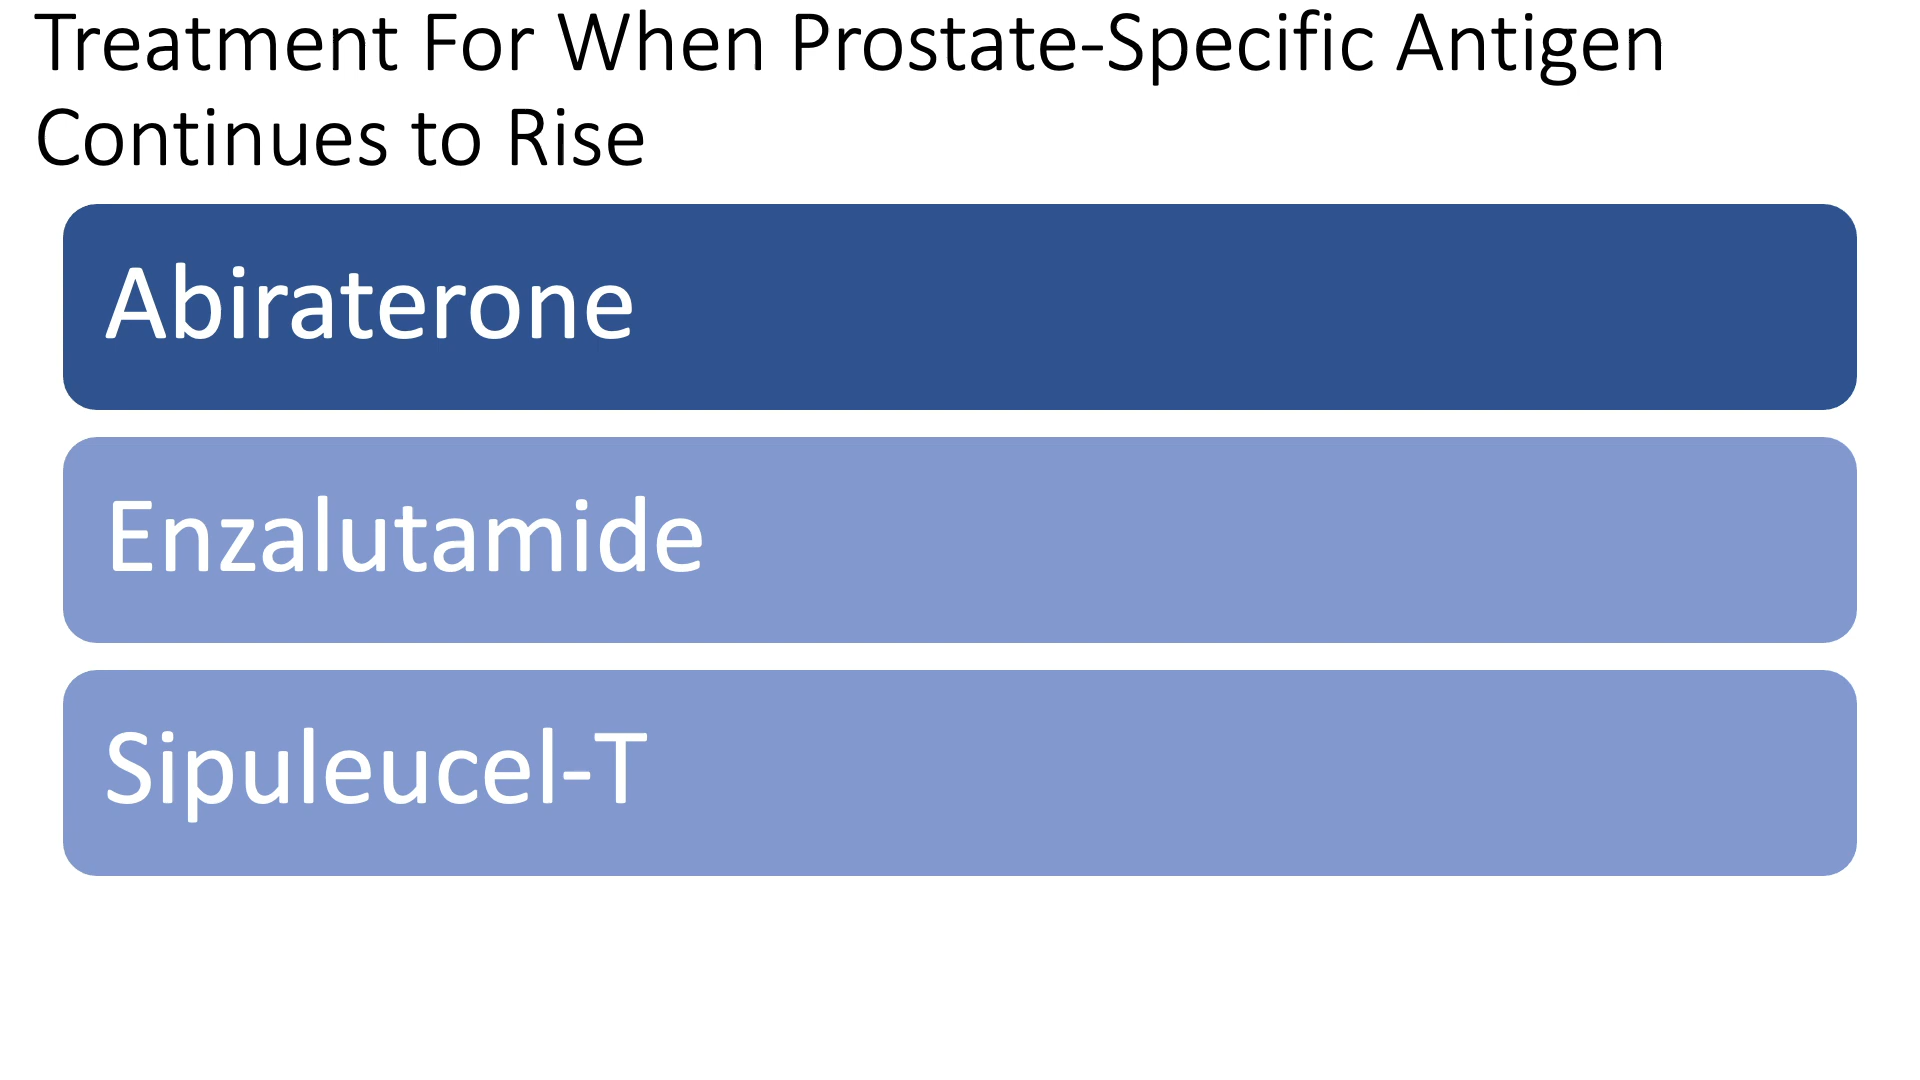 Treatment For When Prostate-Specific Antigen
Continues to Rise
Abiraterone
Enzalutamide
Sipuleucel-T